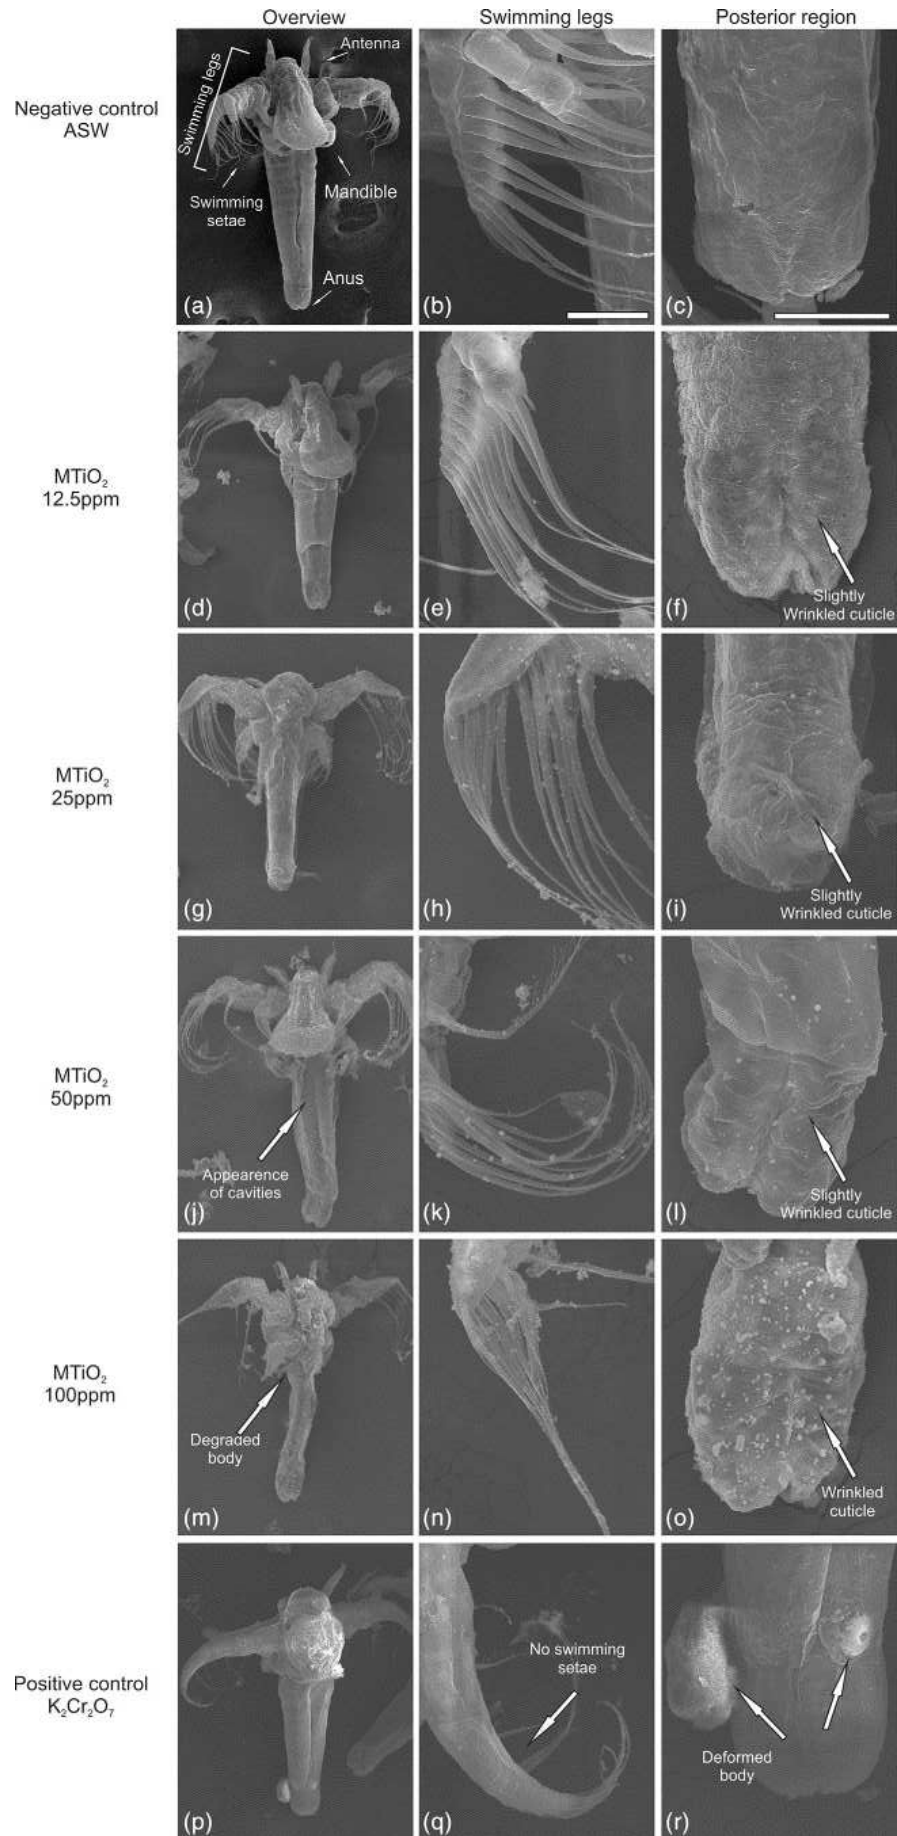 Overview
Swimming legs
Posterior region
Negative control
ASW
Swimming legs
Antenna
Swimming
setae
Mandible
Anus
(a)
(b)
(c)
MTiO₂
12.5ppm
(d)
(e)
Slightly
Wrinkled cuticle
(f)
MTiO₂
25ppm
(g)
(h)
Slightly
Wrinkled cuticle
(i)
MTiO₂
50ppm
Appearence
of cavities
(j)
(k)
Slightly
Wrinkled cuticle
(l)
MTiO₂
100ppm
Degraded
body
(m)
(n)
Wrinkled
cuticle
(o)
Positive control
K₂Cr₂O₇
(p)
No swimming
setae
(q)
Deformed
body
(r)